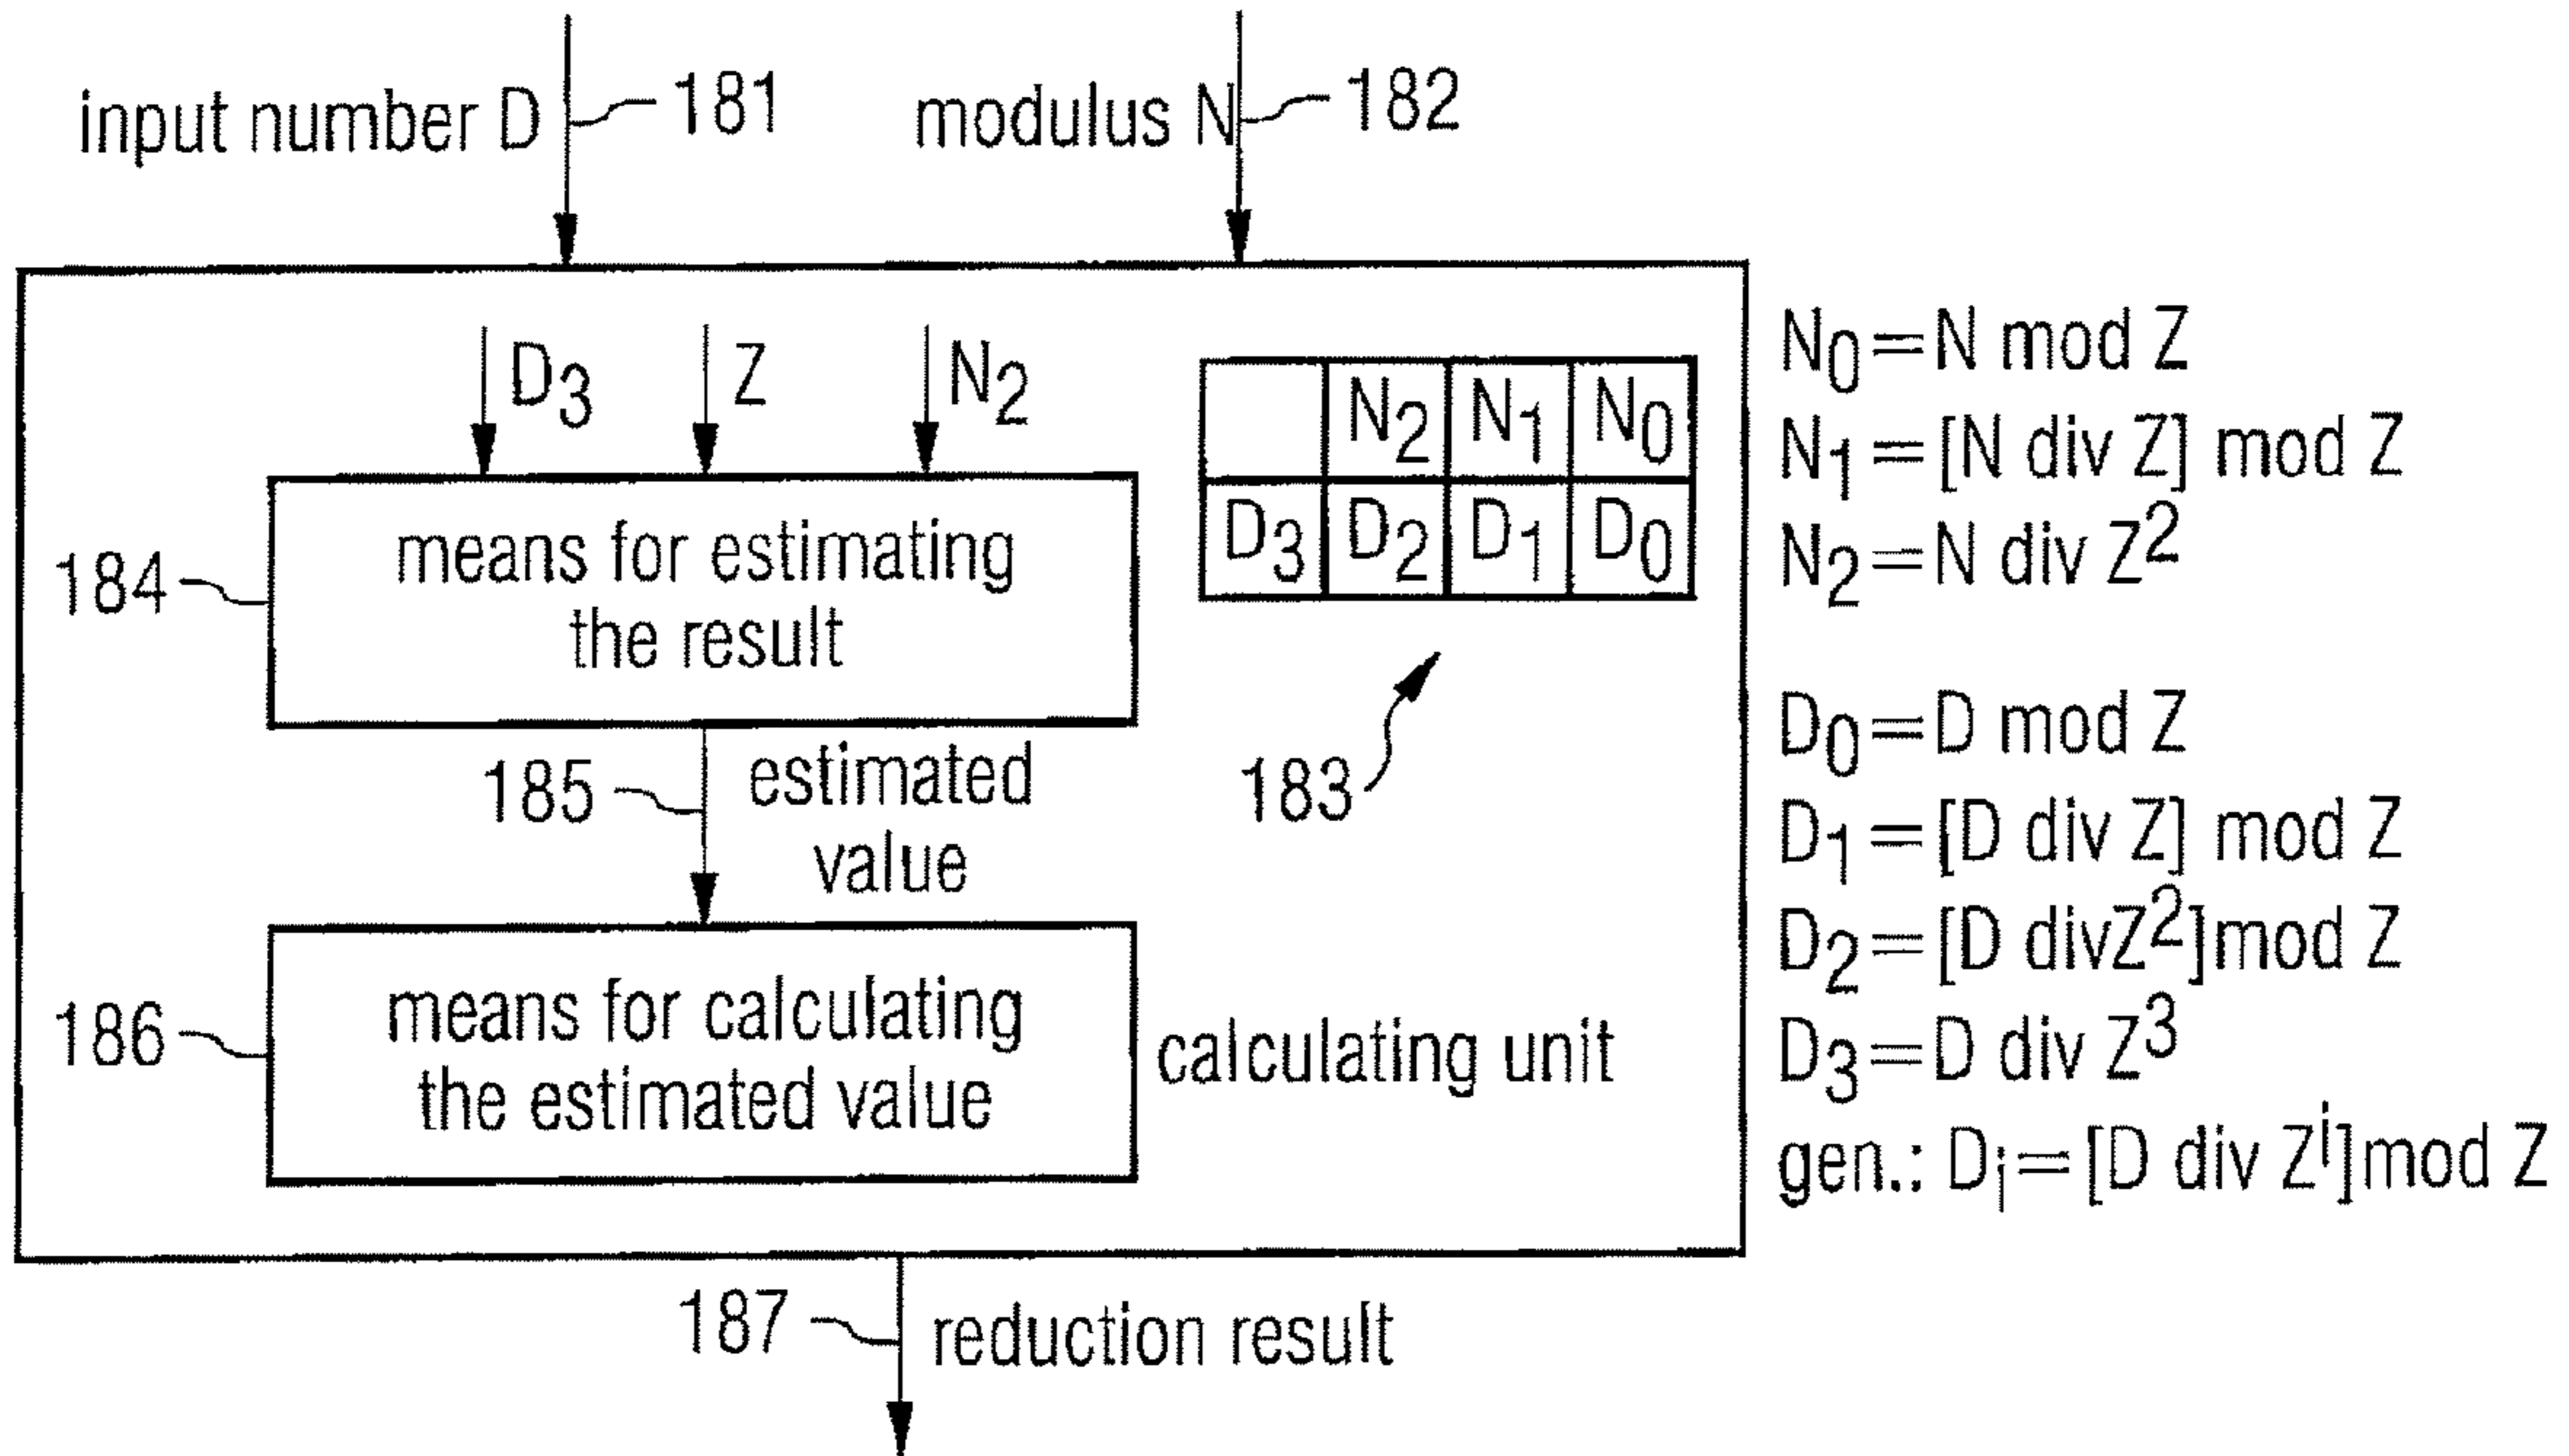 input number D
181
modulus N
182
D₃
Z
N₂
N₂ N₁ N₀
D₃ D₂ D₁ D₀
184
means for estimating
the result
183
185
estimated
value
186
means for calculating
the estimated value
calculating unit
187
reduction result
N₀=N mod Z
N₁=[N div Z] mod Z
N₂=N div Z²
D₀=D mod Z
D₁=[D div Z] mod Z
D₂=[D divZ²]mod Z
D₃=D div Z³
gen.: Dᵢ=[D div Zⁱ]mod Z